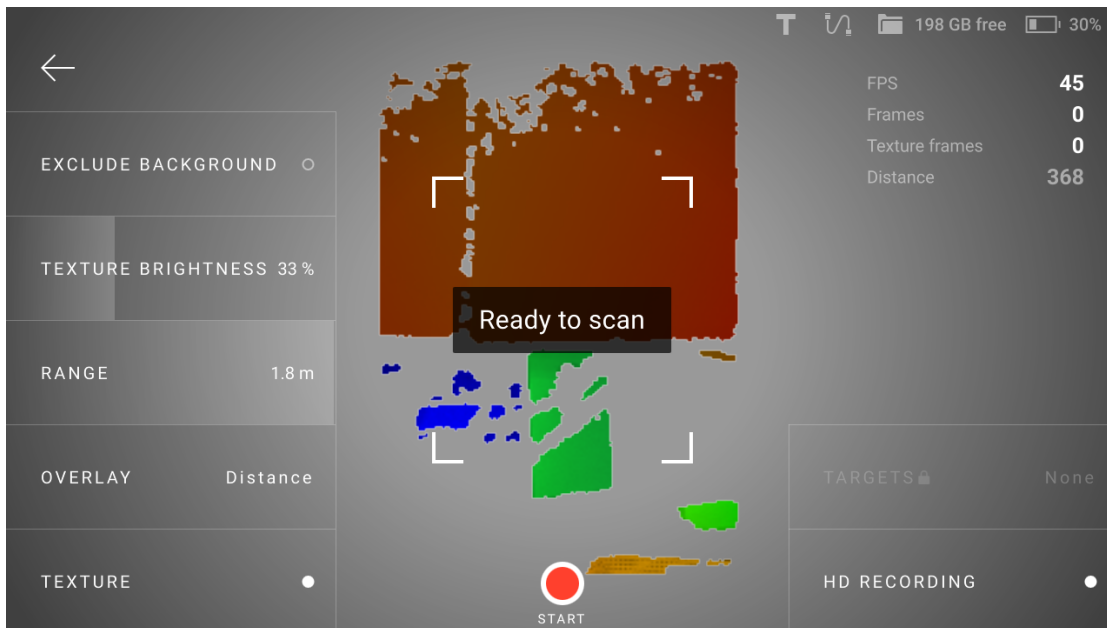 T 198 GB free 30%
FPS 45
Frames 0
Texture frames 0
Distance 368
EXCLUDE BACKGROUND
TEXTURE BRIGHTNESS 33 %
RANGE 1.8 m
OVERLAY Distance
TEXTURE
Ready to scan
START
TARGETS None
HD RECORDING